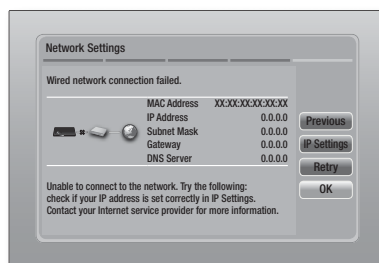 Network Settings
Wired network connection failed.
MAC Address XX:XX:XX:XX:XX:XX
IP Address 0.0.0.0
Subnet Mask 0.0.0.0
Gateway 0.0.0.0
DNS Server 0.0.0.0
Previous
IP Settings
Retry
OK
Unable to connect to the network. Try the following:
check if your IP address is set correctly in IP Settings.
Contact your Internet service provider for more information.